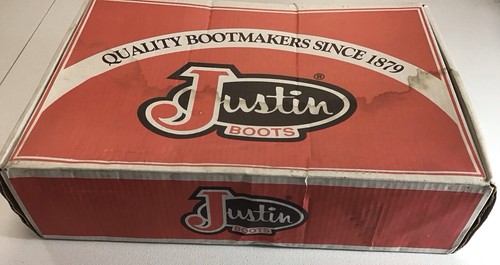 QUALITY BOOTMAKERS SINCE 1879
Justin®
BOOTS
Justin
BOOTS